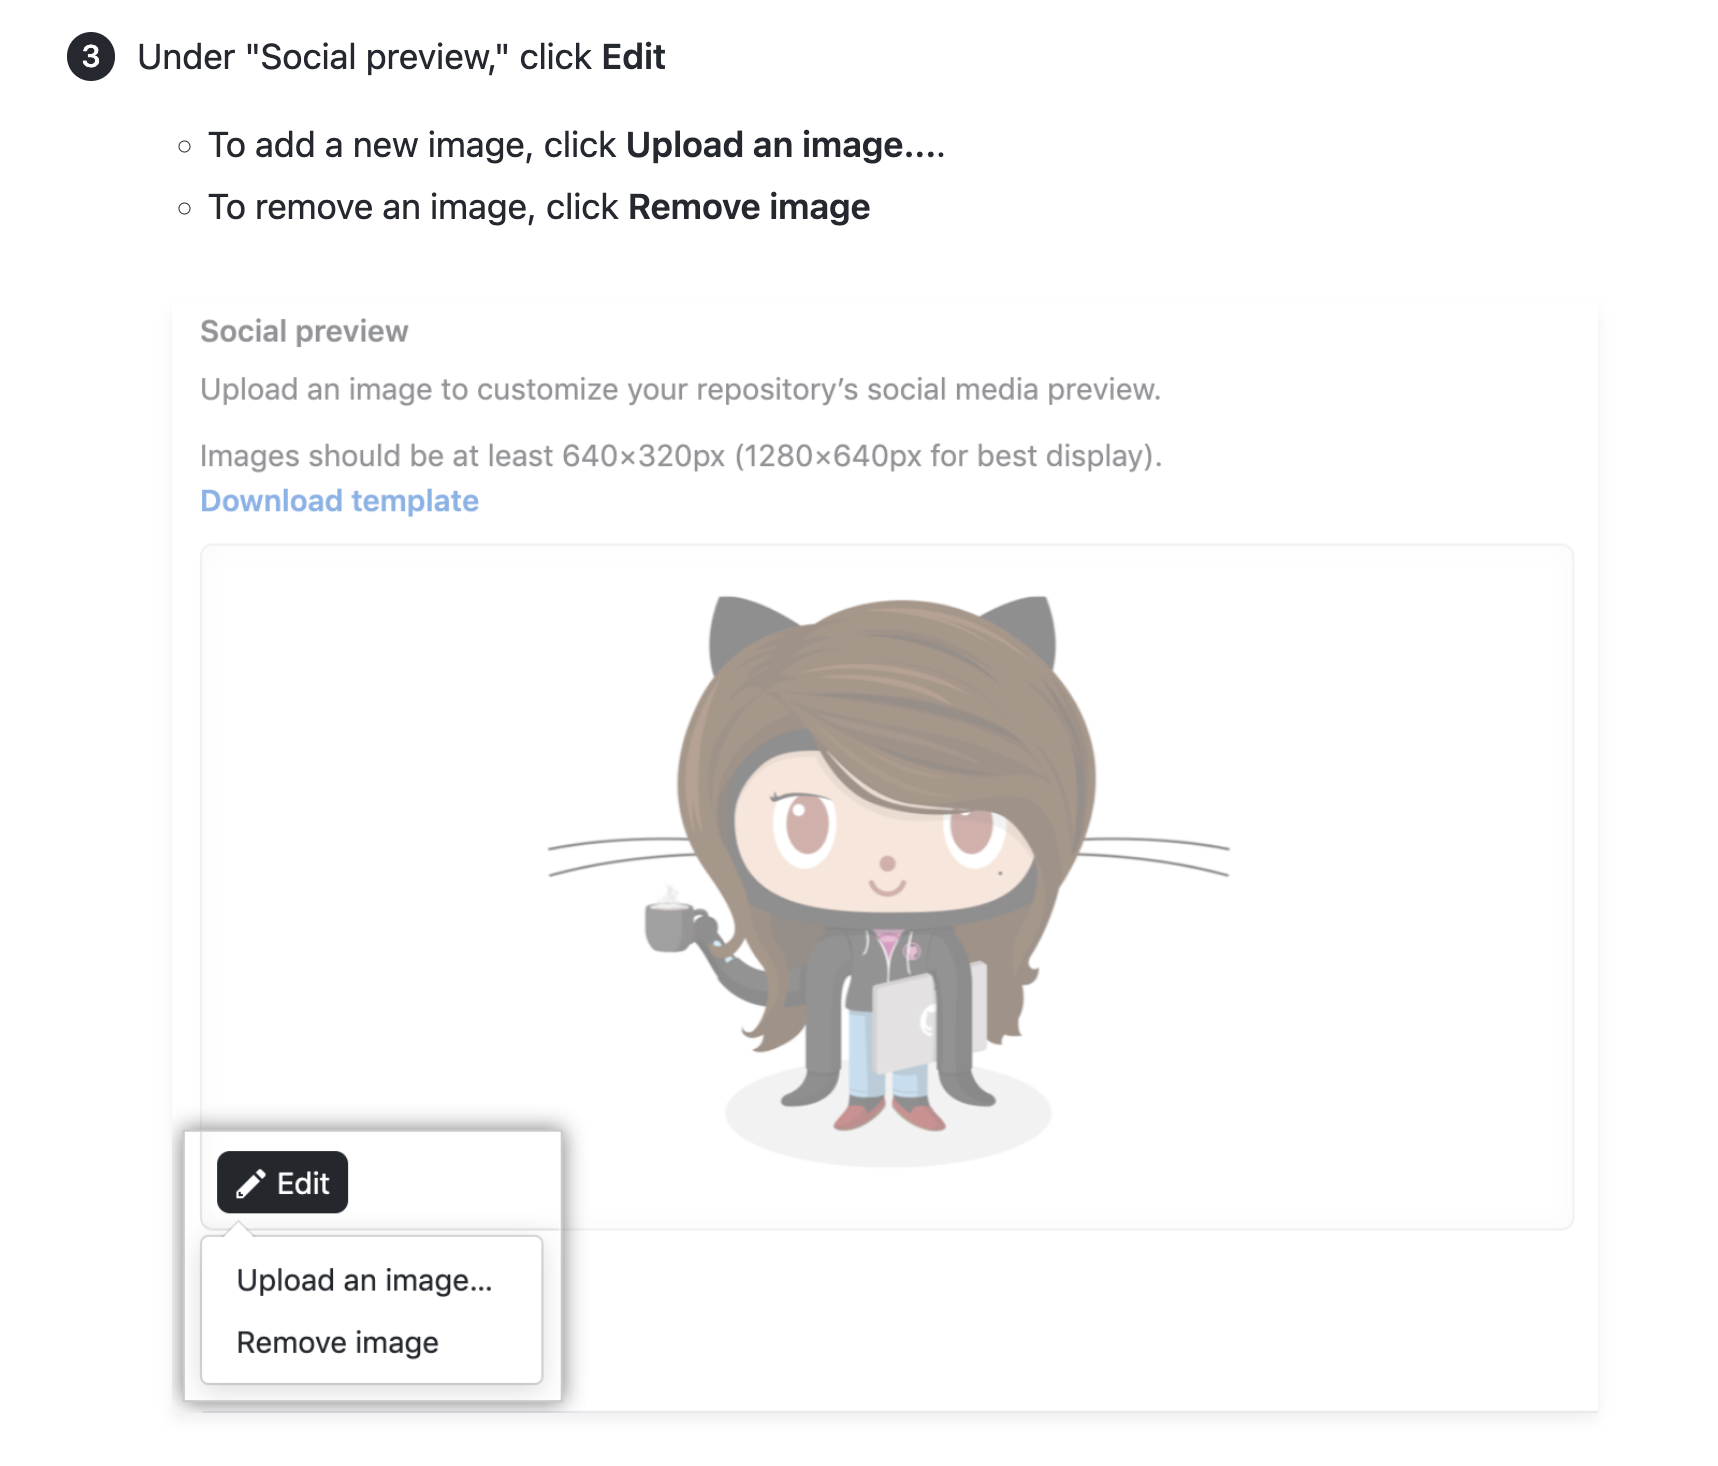 3 Under "Social preview," click Edit
To add a new image, click Upload an image....
To remove an image, click Remove image
Social preview
Upload an image to customize your repository’s social media preview.
Images should be at least 640×320px (1280×640px for best display).
Download template
Edit
Upload an image...
Remove image